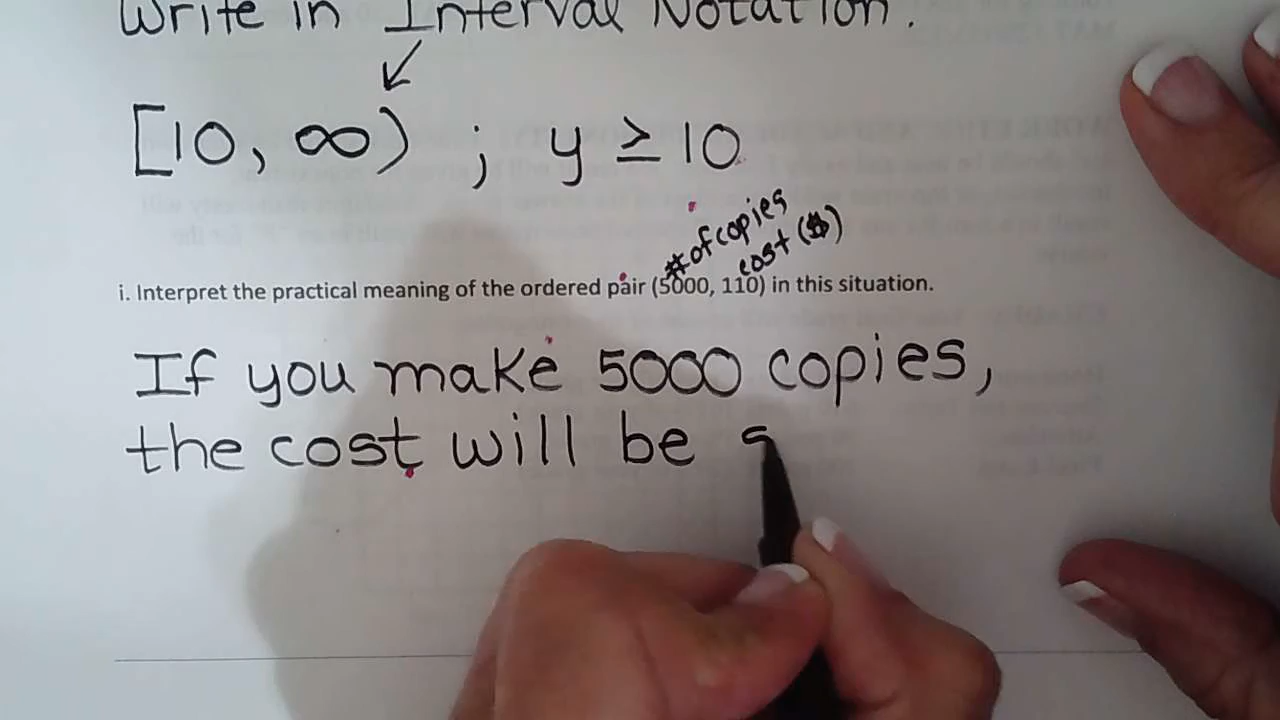 Write in Interval Notation.
[10, ∞) ; y ≥ 10
# of copies
cost ($)
i. Interpret the practical meaning of the ordered pair (5000, 110) in this situation.
If you make 5000 copies,
the cost will be